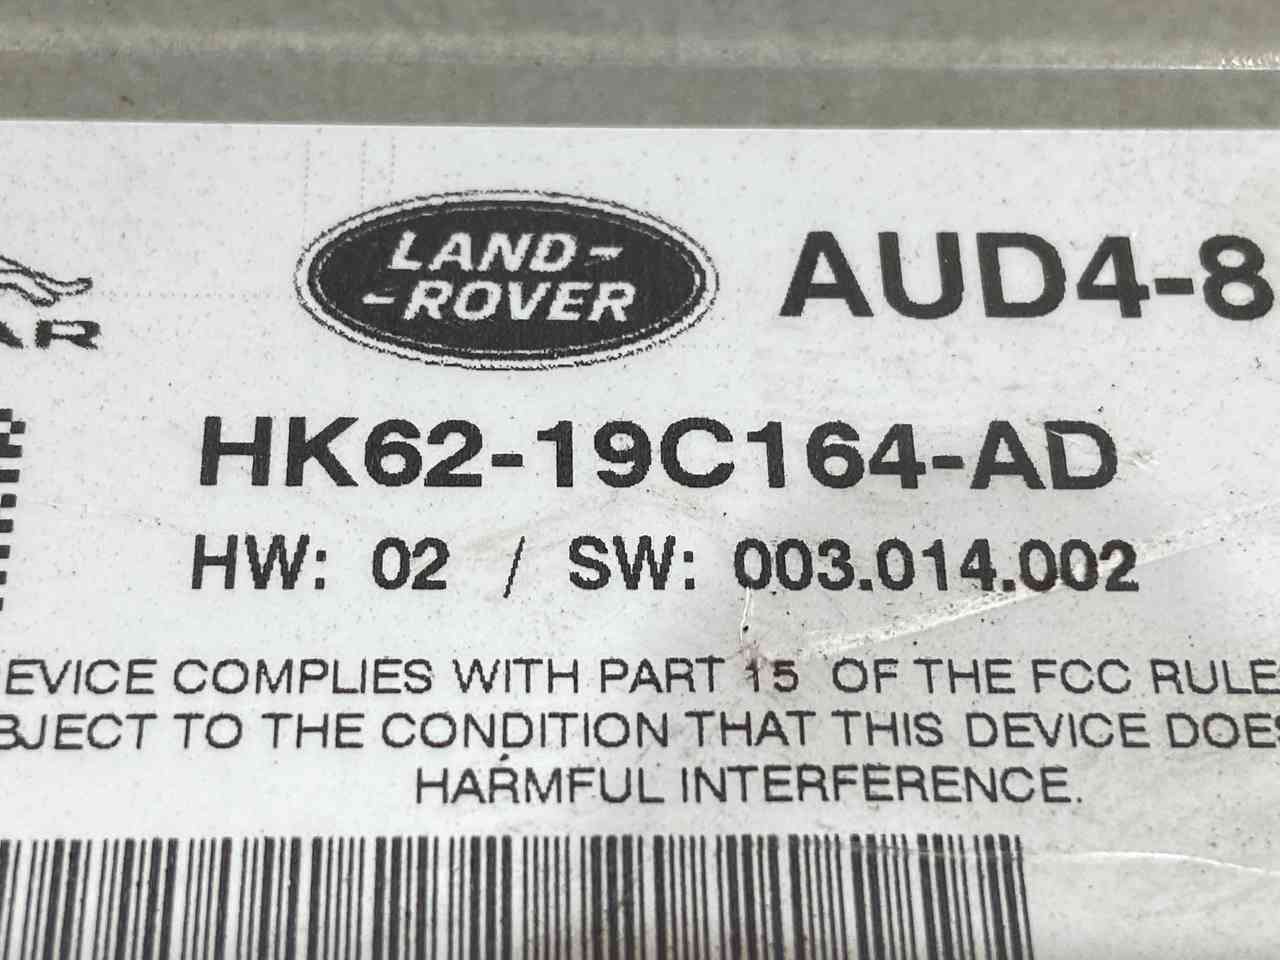 LAND-
-ROVER
AUD4-8
AR
HK62-19C164-AD
HW: 02 / SW: 003.014.002
EVICE COMPLIES WITH PART 15 OF THE FCC RULE
BJECT TO THE CONDITION THAT THIS DEVICE DOES
HARMFUL INTERFERENCE.